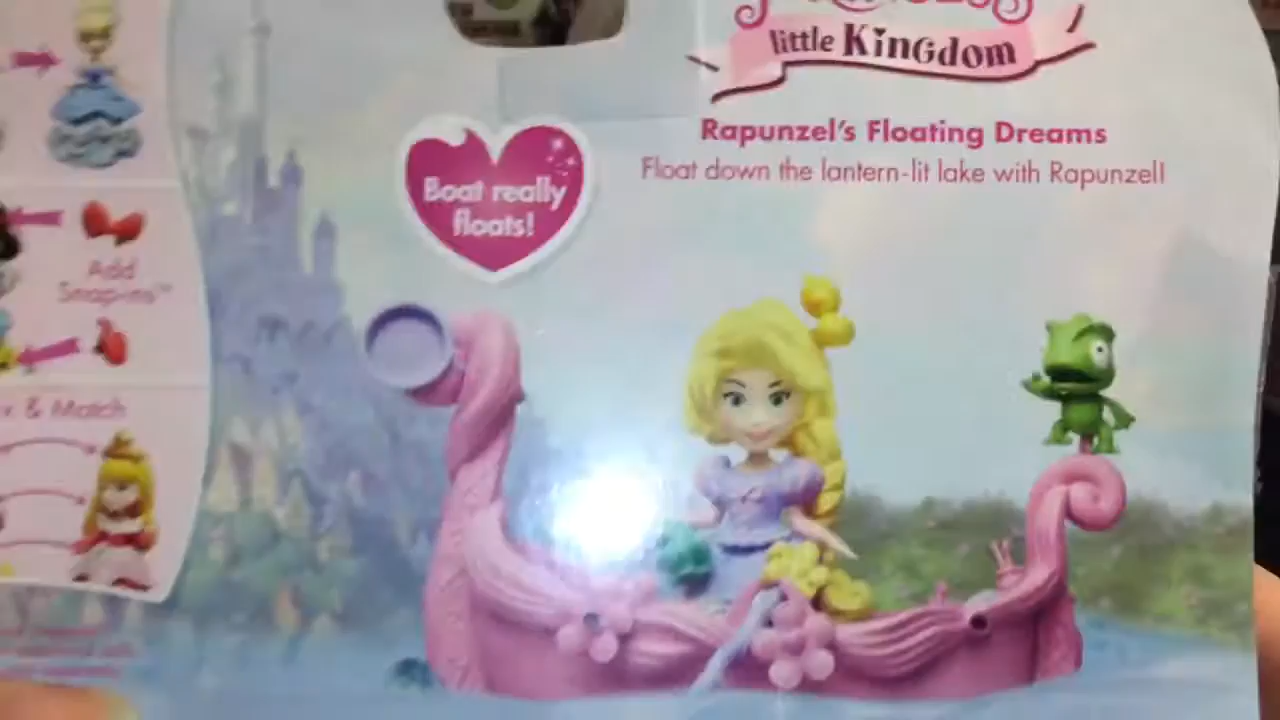 little KinGdom
Rapunzel's Floating Dreams
Float down the lantern-lit lake with Rapunzel!
Boat really
floats!
Add
Snap-ins™
& Match